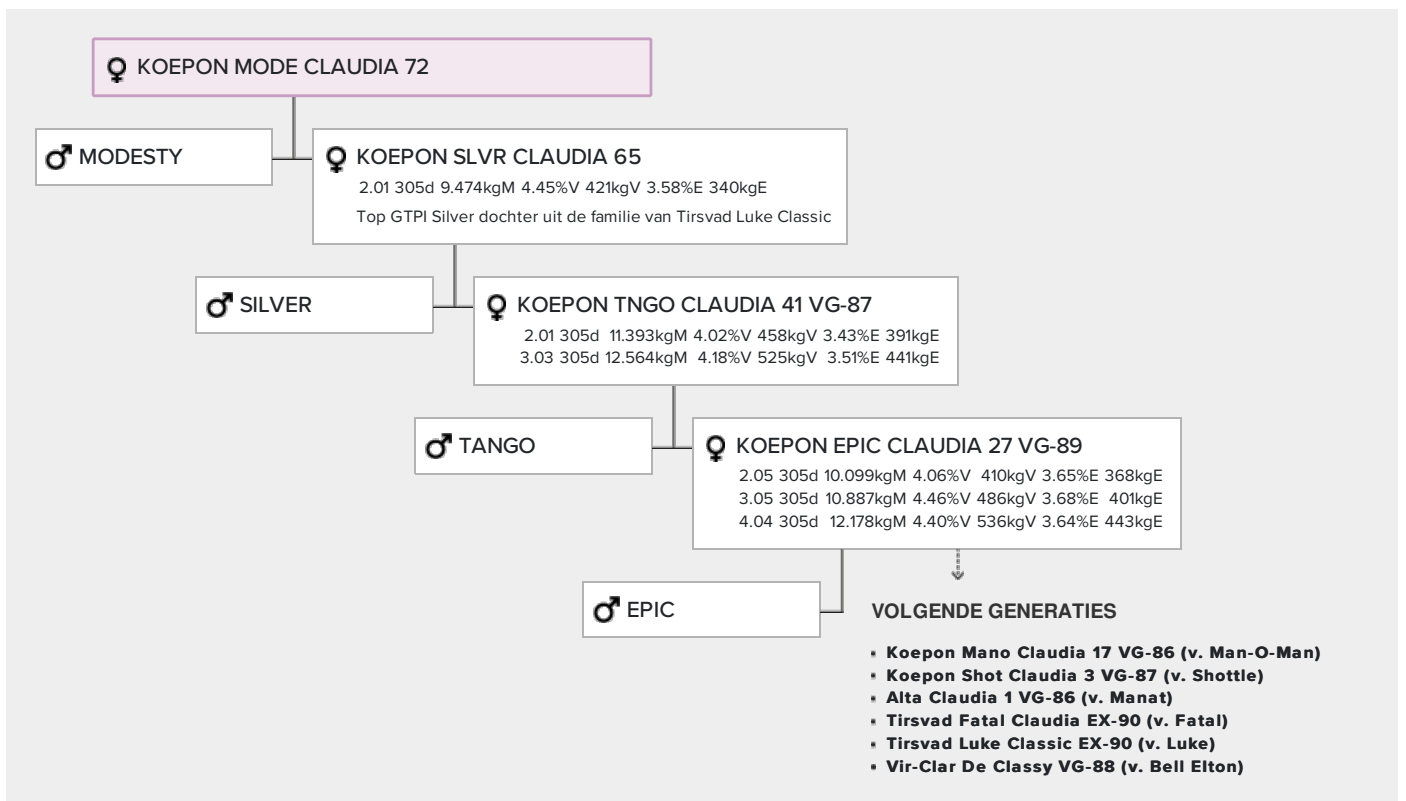 KOEPON MODE CLAUDIA 72
MODESTY
KOEPON SLVR CLAUDIA 65
2.01 305d 9.474kgM 4.45%V 421kgV 3.58%E 340kgE
Top GTPI Silver dochter uit de familie van Tirsvad Luke Classic
SILVER
KOEPON TNGO CLAUDIA 41 VG-87
2.01 305d 11.393kgM 4.02%V 458kgV 3.43%E 391kgE
3.03 305d 12.564kgM 4.18%V 525kgV 3.51%E 441kgE
TANGO
KOEPON EPIC CLAUDIA 27 VG-89
2.05 305d 10.099kgM 4.06%V 410kgV 3.65%E 368kgE
3.05 305d 10.887kgM 4.46%V 486kgV 3.68%E 401kgE
4.04 305d 12.178kgM 4.40%V 536kgV 3.64%E 443kgE
EPIC
VOLGENDE GENERATIES
Koepon Mano Claudia 17 VG-86 (v. Man-O-Man)
Koepon Shot Claudia 3 VG-87 (v. Shottle)
Alta Claudia 1 VG-86 (v. Manat)
Tirsvad Fatal Claudia EX-90 (v. Fatal)
Tirsvad Luke Classic EX-90 (v. Luke)
Vir-Clar De Classy VG-88 (v. Bell Elton)